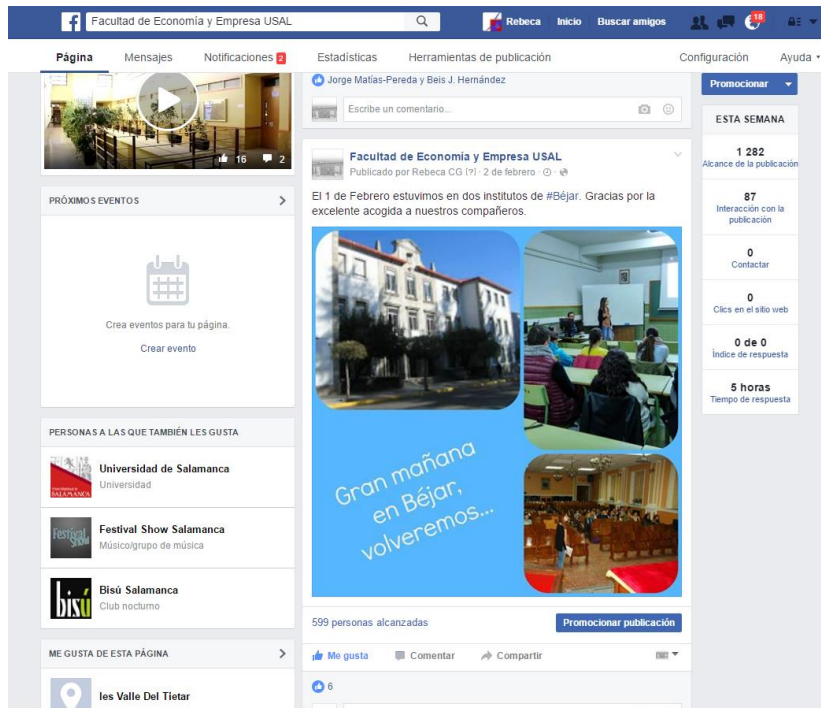 Facultad de Economía y Empresa USAL
Rebeca Inicio Buscar amigos
18
Página Mensajes Notificaciones 2 Estadísticas Herramientas de publicación Configuración Ayuda
16 2
PRÓXIMOS EVENTOS
Crea eventos para tu página.
Crear evento
PERSONAS A LAS QUE TAMBIÉN LES GUSTA
Universidad de Salamanca
Universidad
SALAMANCA
Festival Show Salamanca
Músico/grupo de música
Festival
Show
Bisú Salamanca
Club nocturno
bisú
ME GUSTA DE ESTA PÁGINA
Ies Valle Del Tietar
Jorge Matías-Pereda y Beis J. Hernández
Escribe un comentario...
Facultad de Economía y Empresa USAL
Publicado por Rebeca CG [?] · 2 de febrero ·
El 1 de Febrero estuvimos en dos institutos de #Béjar. Gracias por la
excelente acogida a nuestros compañeros.
Gran mañana
en Béjar,
volveremos...
599 personas alcanzadas
Promocionar publicación
Me gusta Comentar Compartir
6
Promocionar
ESTA SEMANA
1 282
Alcance de la publicación
87
Interacción con la
publicación
0
Contactar
0
Clics en el sitio web
0 de 0
Índice de respuesta
5 horas
Tiempo de respuesta